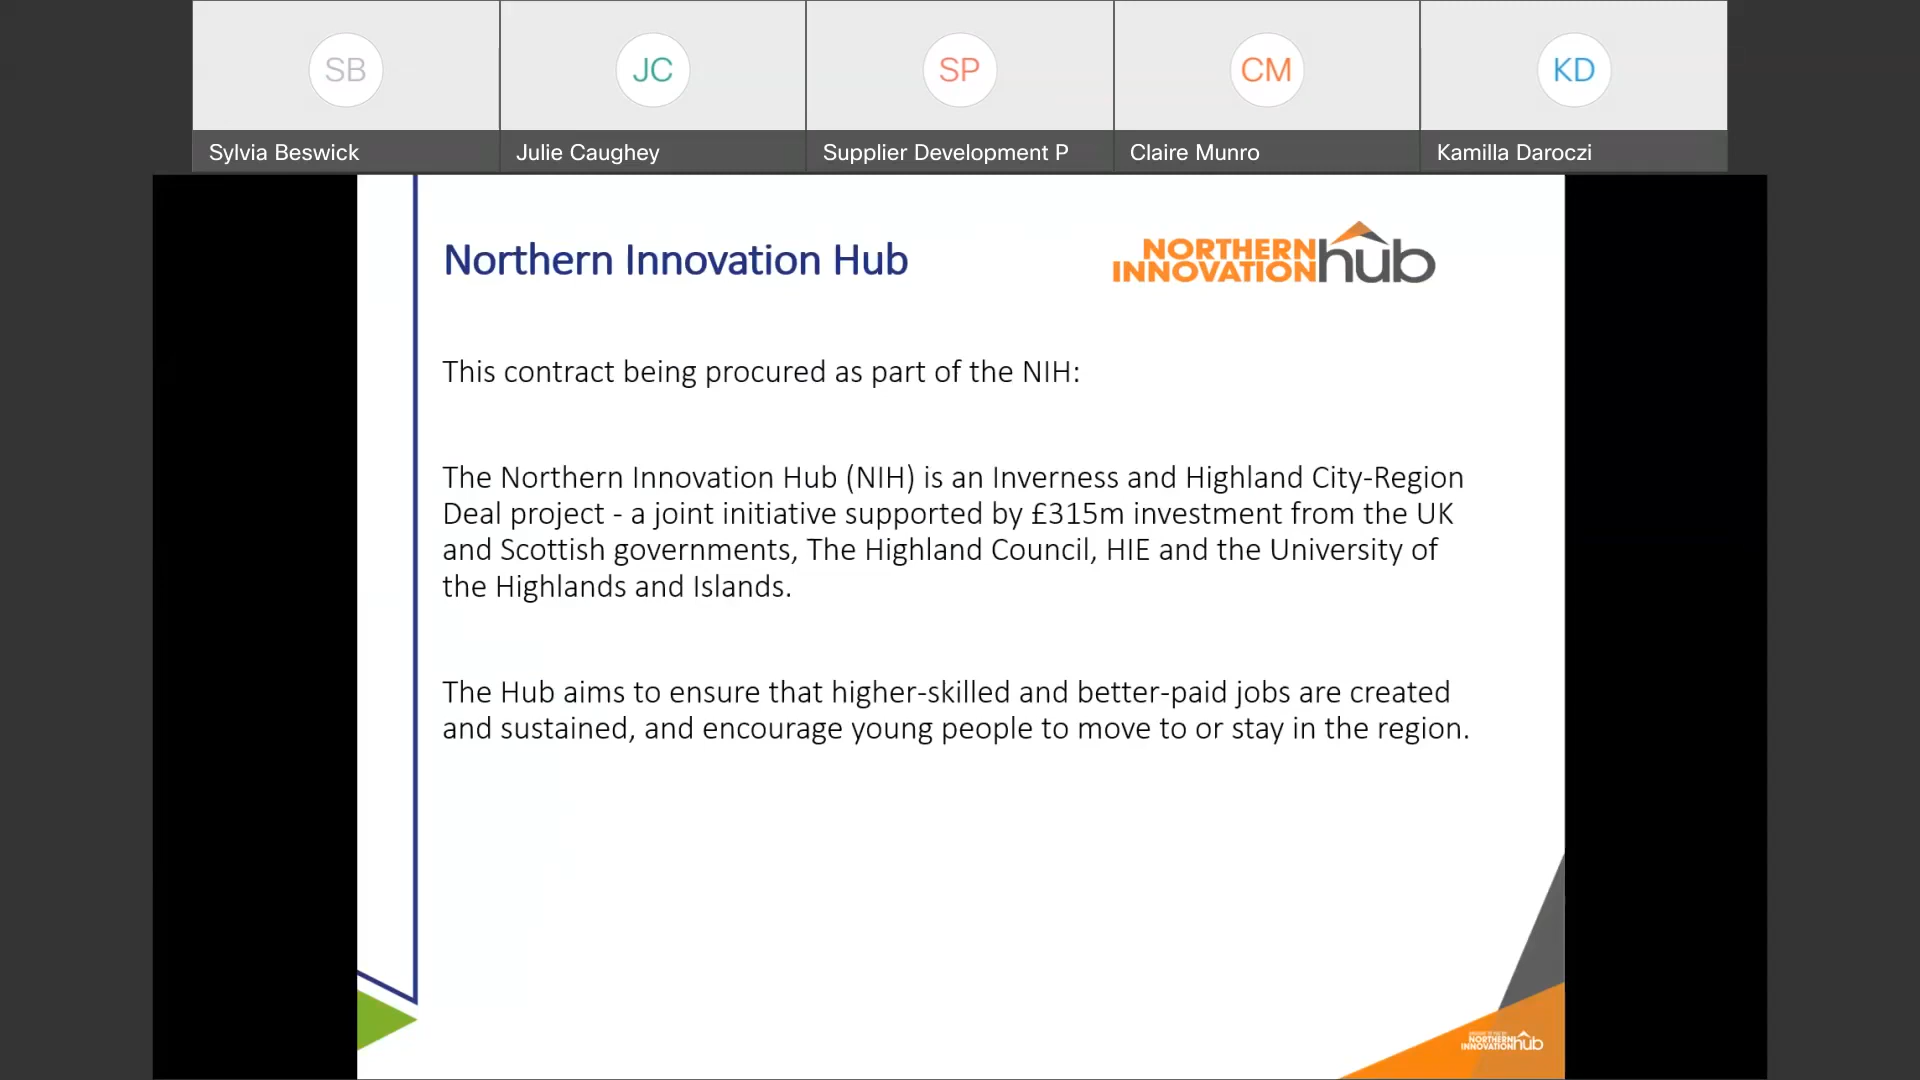 SB
JC
SP
CM
KD
Sylvia Beswick
Julie Caughey
Supplier Development P
Claire Munro
Kamilla Daroczi
Northern Innovation Hub
NORTHERN
INNOVATION hub
This contract being procured as part of the NIH:
The Northern Innovation Hub (NIH) is an Inverness and Highland City-Region
Deal project - a joint initiative supported by £315m investment from the UK
and Scottish governments, The Highland Council, HIE and the University of
the Highlands and Islands.
The Hub aims to ensure that higher-skilled and better-paid jobs are created
and sustained, and encourage young people to move to or stay in the region.
NORTHERN
INNOVATION hub